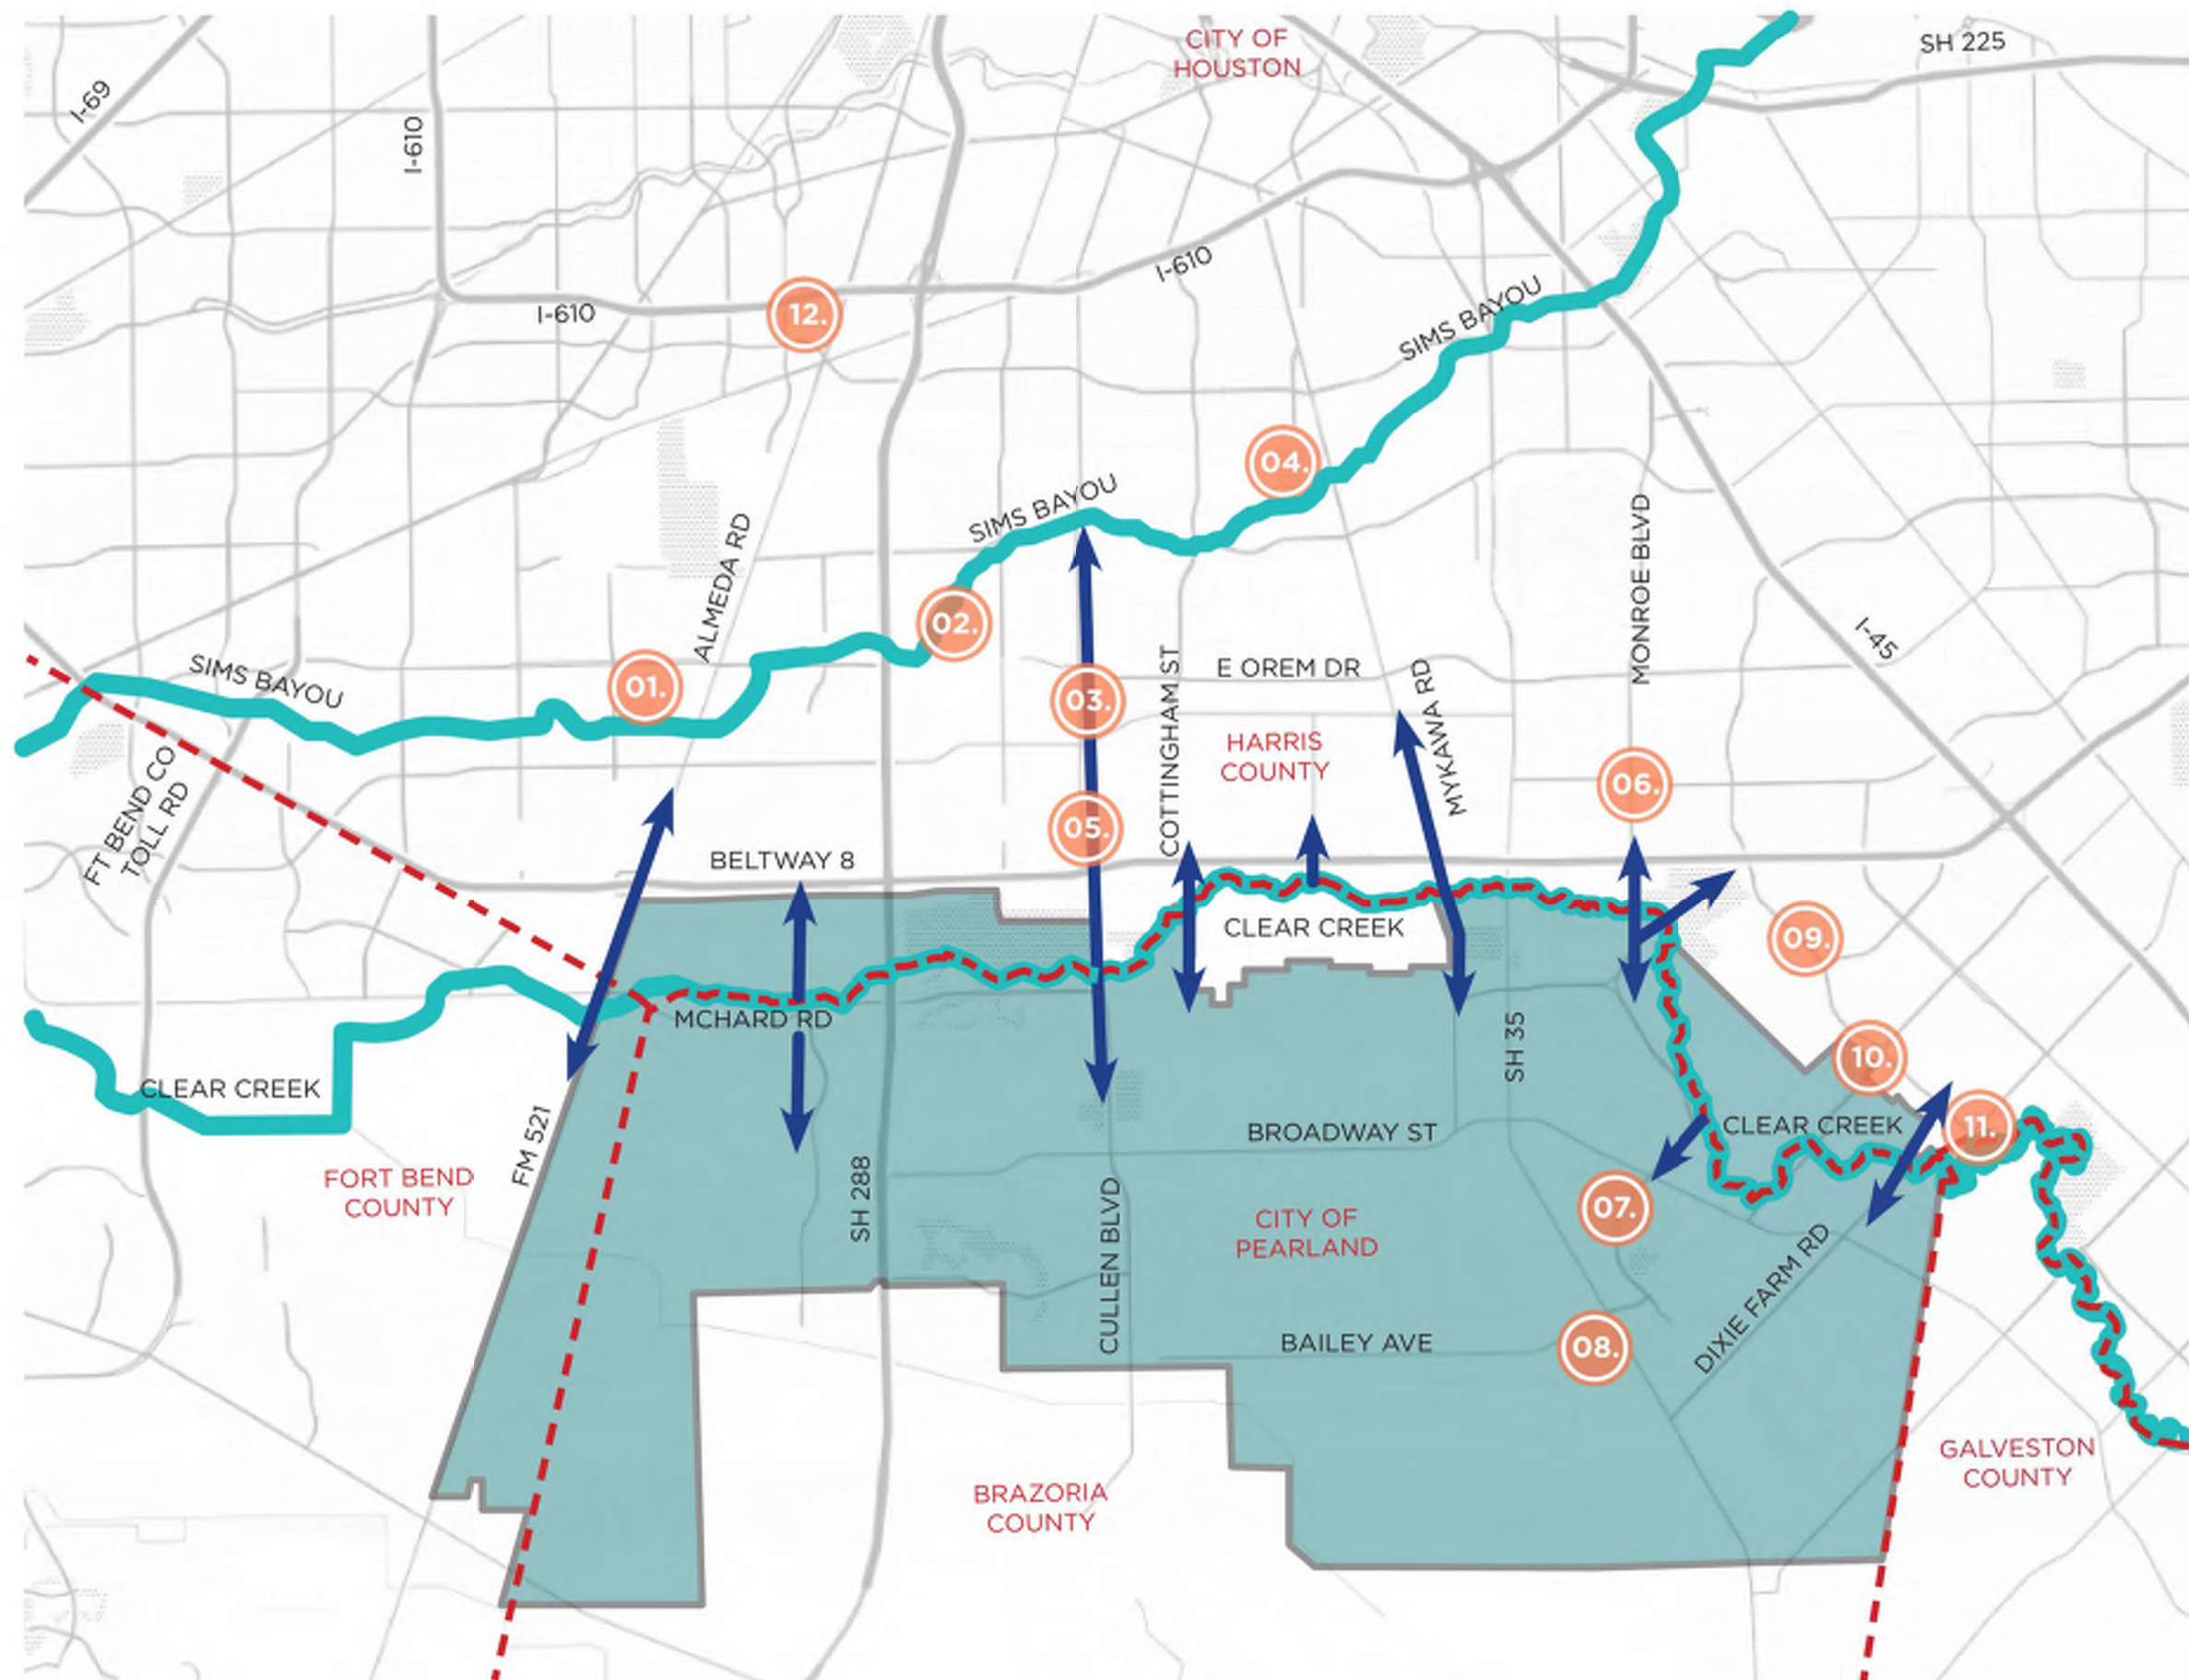 CITY OF
HOUSTON
SH 225
I-69
I-610
I-610
I-610
12.
SIMS BAYOU
04.
SIMS BAYOU
ALMEDA RD
MONROE BLVD
02.
I-45
SIMS BAYOU
01.
E OREM DR
03.
COTTINGHAM ST
MYKAWA RD
HARRIS
COUNTY
06.
FT BEND CO
TOLL RD
05.
BELTWAY 8
CLEAR CREEK
09.
MCHARD RD
SH 35
10.
CLEAR CREEK
FM 521
BROADWAY ST
CLEAR CREEK
11.
FORT BEND
COUNTY
SH 288
CULLEN BLVD
CITY OF
PEARLAND
07.
DIXIE FARM RD
BAILEY AVE
08.
BRAZORIA
COUNTY
GALVESTON
COUNTY